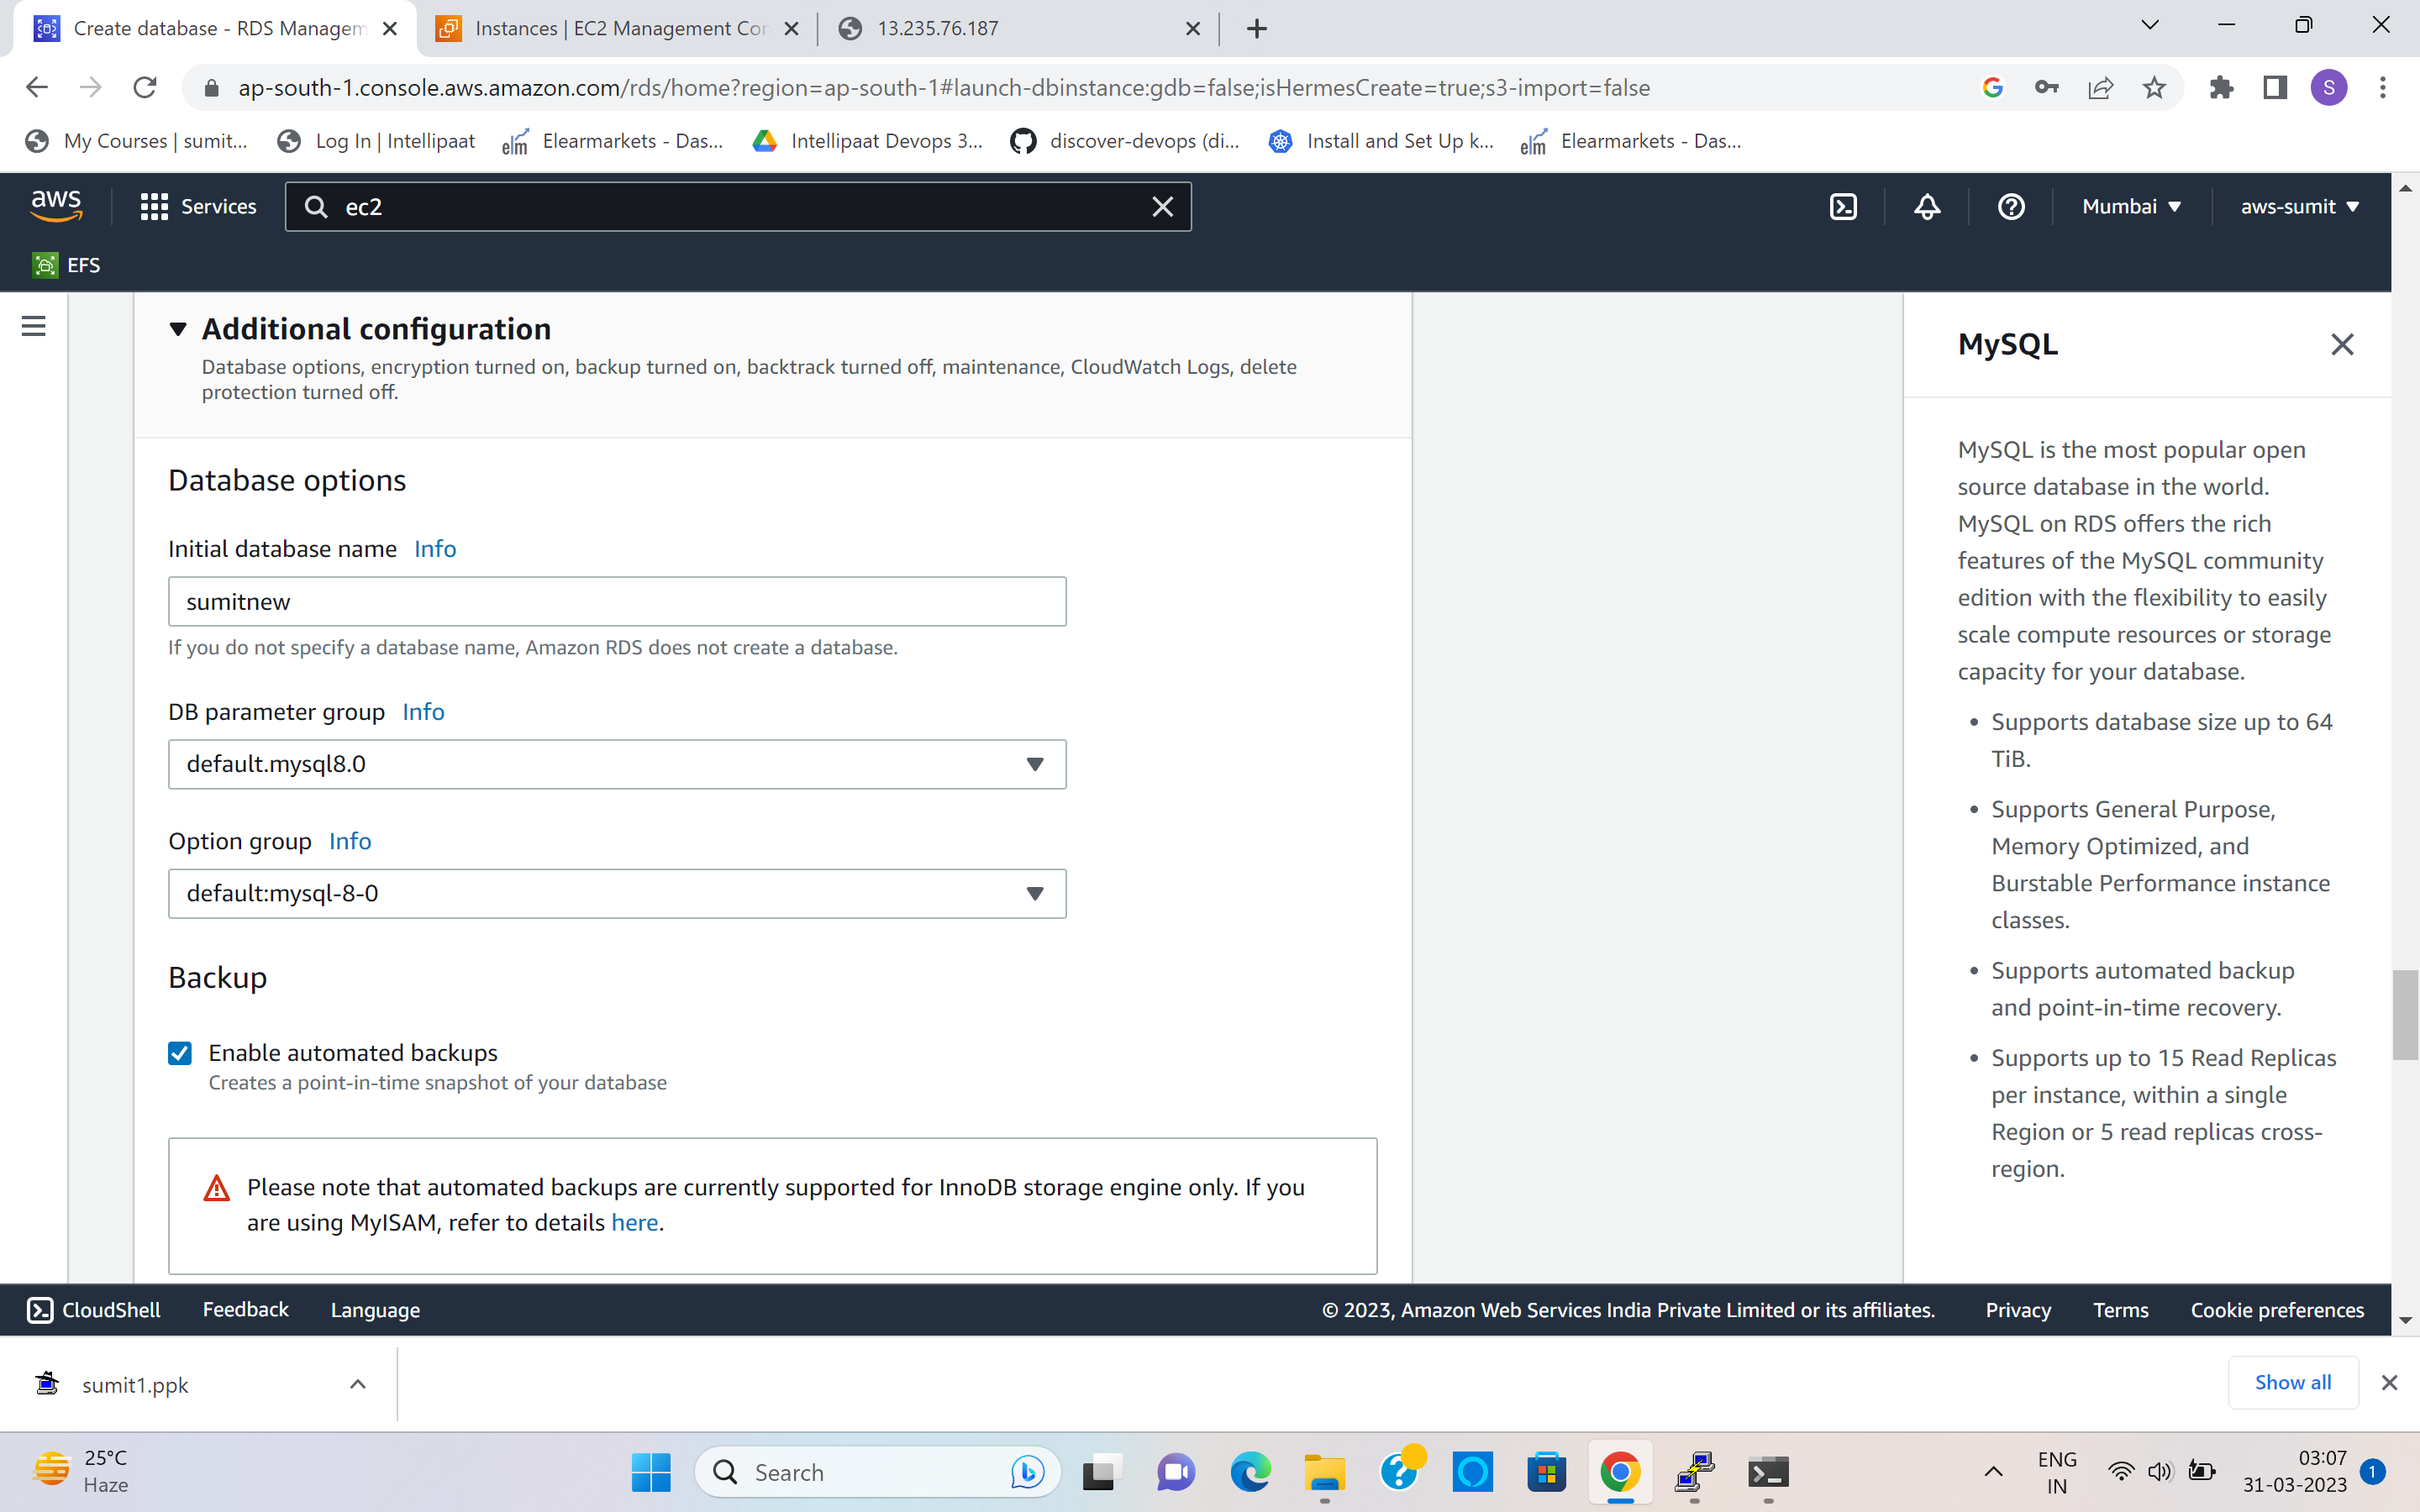 Create database - RDS Managem
Instances | EC2 Management Con
13.235.76.187
ap-south-1.console.aws.amazon.com/rds/home?region=ap-south-1#launch-dbinstance:gdb=false;isHermesCreate=true;s3-import=false
S
My Courses | sumit...
Log In | Intellipaat
elm Elearmarkets - Das...
Intellipaat Devops 3...
discover-devops (di...
Install and Set Up k...
elm Elearmarkets - Das...
aws
Services
ec2
Mumbai
aws-sumit
EFS
Additional configuration
Database options, encryption turned on, backup turned on, backtrack turned off, maintenance, CloudWatch Logs, delete
protection turned off.
Database options
Initial database name Info
sumitnew
If you do not specify a database name, Amazon RDS does not create a database.
DB parameter group Info
default.mysql8.0
Option group Info
default:mysql-8-0
Backup
Enable automated backups
Creates a point-in-time snapshot of your database
Please note that automated backups are currently supported for InnoDB storage engine only. If you
are using MyISAM, refer to details here.
MySQL
MySQL is the most popular open
source database in the world.
MySQL on RDS offers the rich
features of the MySQL community
edition with the flexibility to easily
scale compute resources or storage
capacity for your database.
• Supports database size up to 64
TiB.
• Supports General Purpose,
Memory Optimized, and
Burstable Performance instance
classes.
• Supports automated backup
and point-in-time recovery.
• Supports up to 15 Read Replicas
per instance, within a single
Region or 5 read replicas cross-
region.
CloudShell
Feedback
Language
© 2023, Amazon Web Services India Private Limited or its affiliates.
Privacy
Terms
Cookie preferences
sumit1.ppk
Show all
25°C
Haze
Search
ENG
IN
03:07
31-03-2023
1